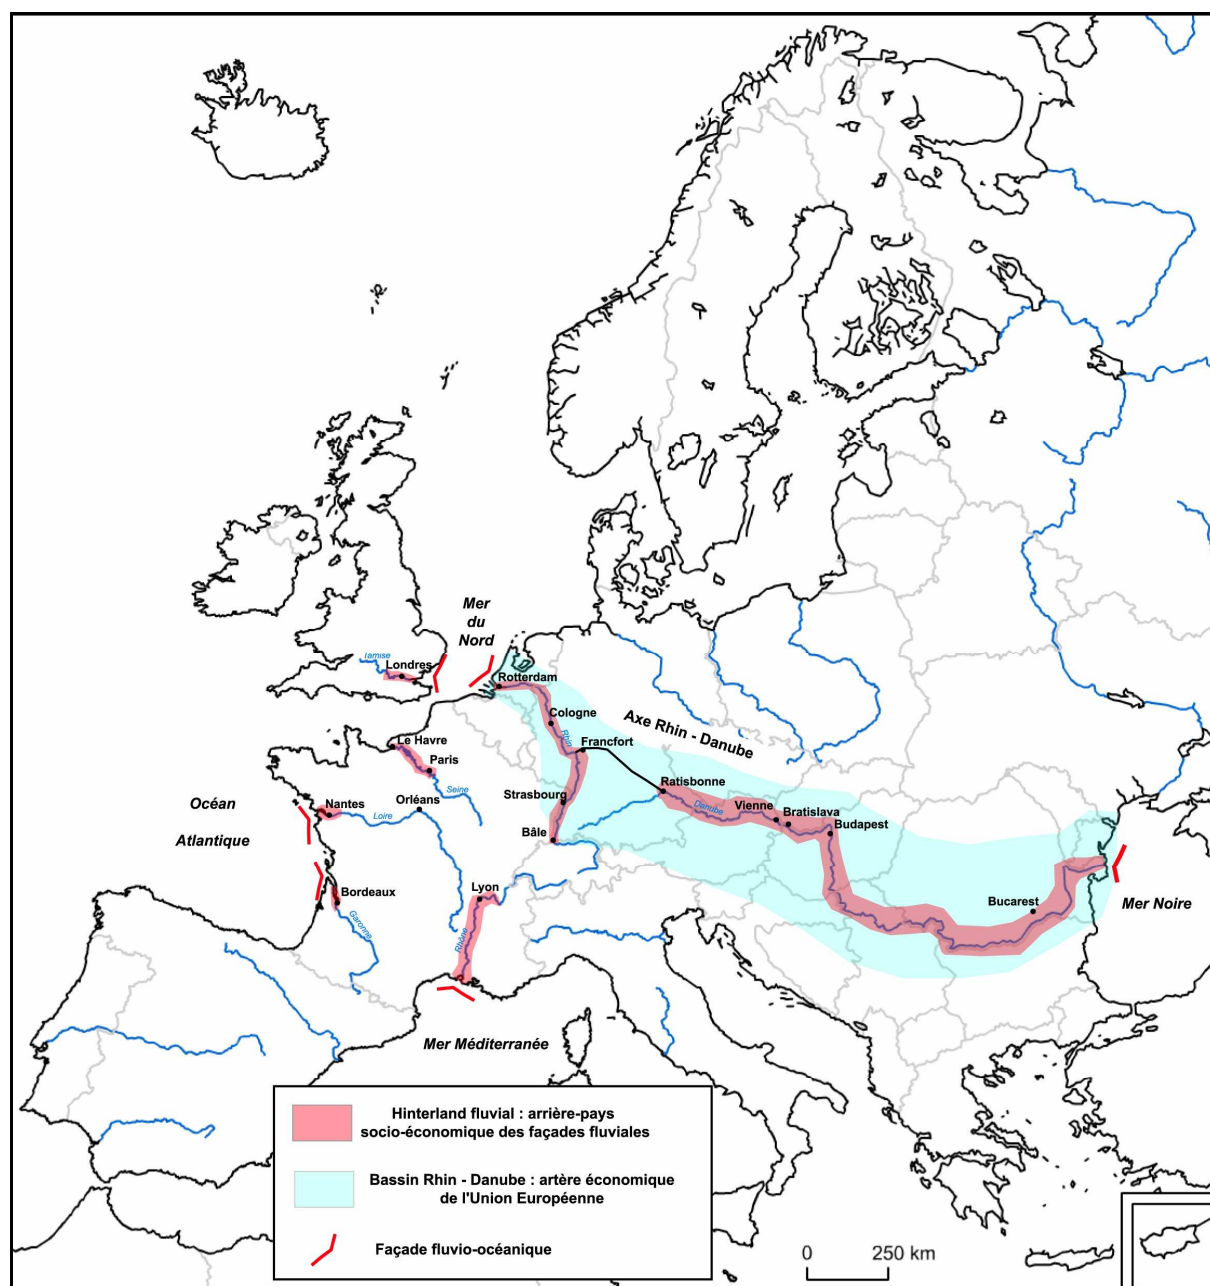 Mer
du
Nord
Tamise
Londres
Rotterdam
Cologne
Axe Rhin - Danube
Rhin
Francfort
Le Havre
Paris
Ratisbonne
Océan
Atlantique
Nantes
Orléans
Seine
Loire
Strasbourg
Danube
Vienne
Bratislava
Budapest
Bâle
Lyon
Bordeaux
Bucarest
Mer Noire
Garonne
Rhône
Mer Méditerranée
Hinterland fluvial : arrière-pays
socio-économique des façades fluviales
Bassin Rhin - Danube : artère économique
de l'Union Européenne
Façade fluvio-océanique
0 250 km